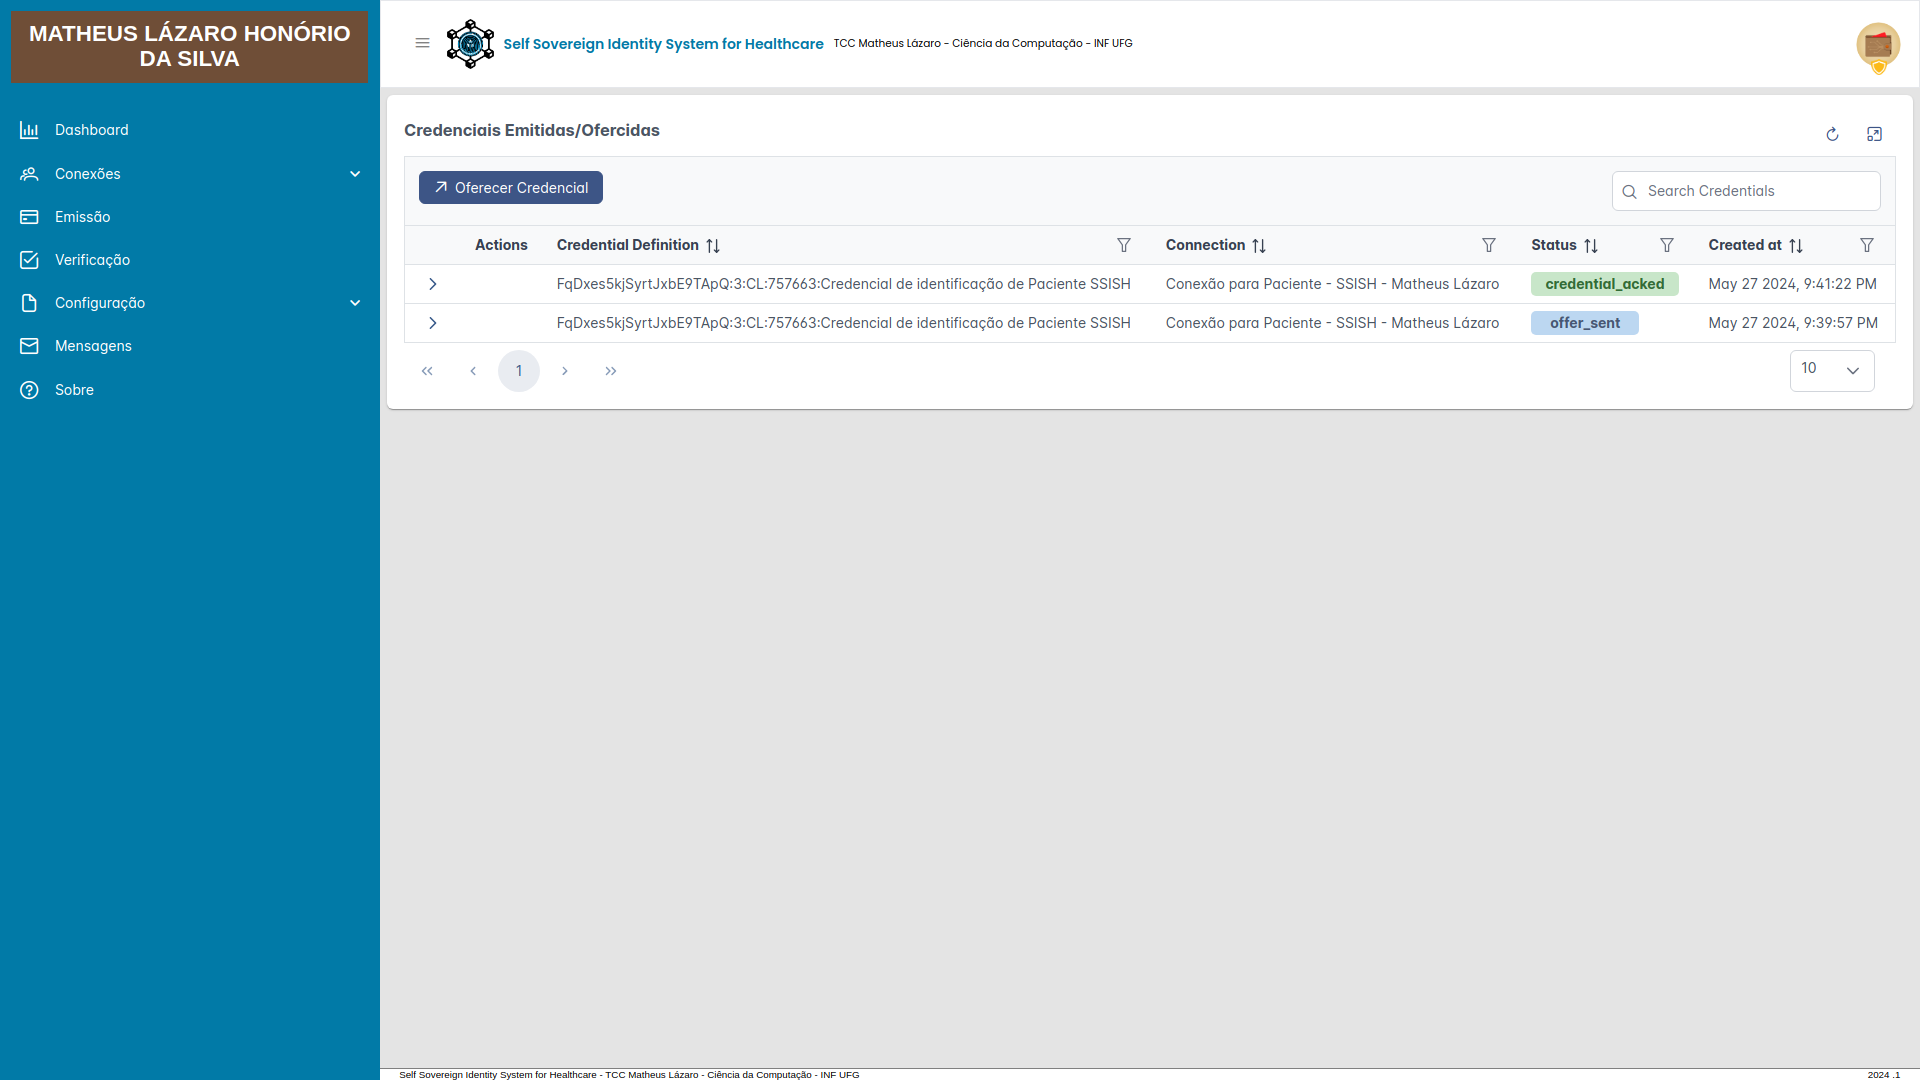 MATHEUS LÁZARO HONÓRIO
DA SILVA
Dashboard
Conexões
Emissão
Verificação
Configuração
Mensagens
Sobre
Self Sovereign Identity System for Healthcare TCC Matheus Lázaro - Ciência da Computação - INF UFG
Credenciais Emitidas/Ofercidas
Oferecer Credencial
Search Credentials
Actions Credential Definition Connection Status Created at
FqDxes5kjSyrtJxbE9TApQ:3:CL:757663:Credencial de identificação de Paciente SSISH Conexão para Paciente - SSISH - Matheus Lázaro credential_acked May 27 2024, 9:41:22 PM
FqDxes5kjSyrtJxbE9TApQ:3:CL:757663:Credencial de identificação de Paciente SSISH Conexão para Paciente - SSISH - Matheus Lázaro offer_sent May 27 2024, 9:39:57 PM
1 10
Self Sovereign Identity System for Healthcare - TCC Matheus Lázaro - Ciência da Computação - INF UFG 2024 .1